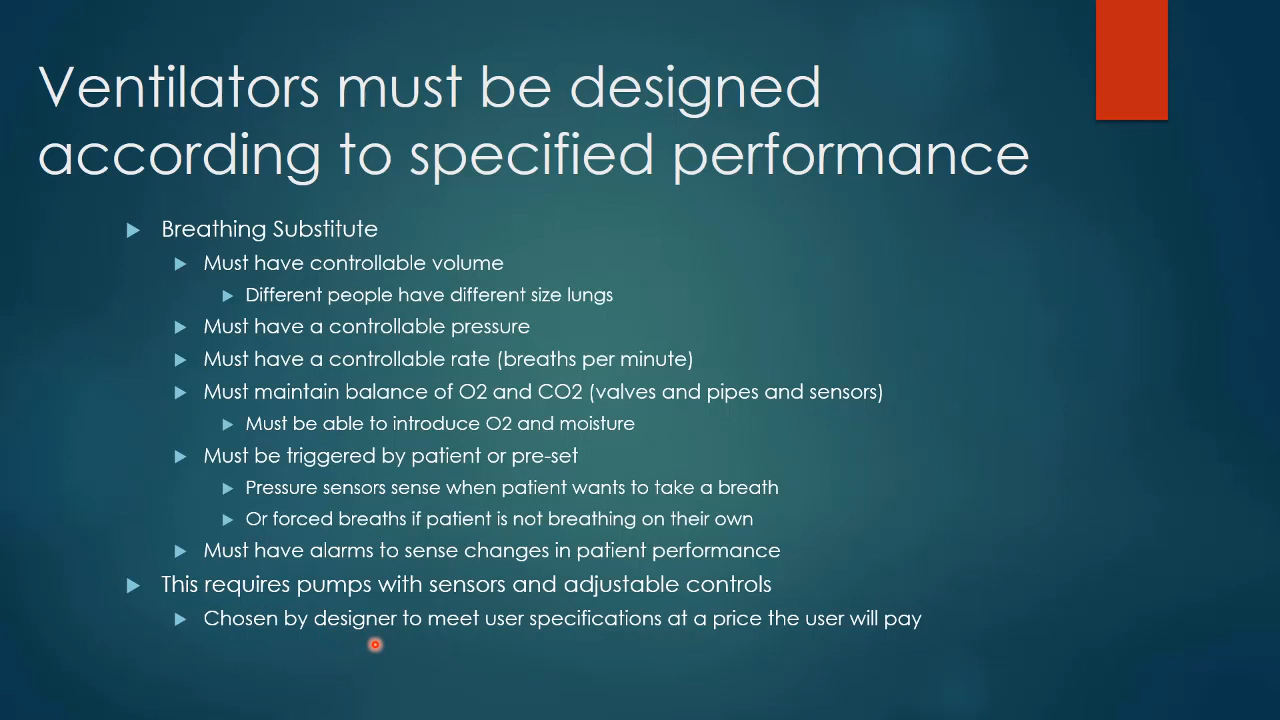 Ventilators must be designed
according to specified performance
Breathing Substitute
Must have controllable volume
Different people have different size lungs
Must have a controllable pressure
Must have a controllable rate (breaths per minute)
Must maintain balance of O2 and CO2 (valves and pipes and sensors)
Must be able to introduce O2 and moisture
Must be triggered by patient or pre-set
Pressure sensors sense when patient wants to take a breath
Or forced breaths if patient is not breathing on their own
Must have alarms to sense changes in patient performance
This requires pumps with sensors and adjustable controls
Chosen by designer to meet user specifications at a price the user will pay